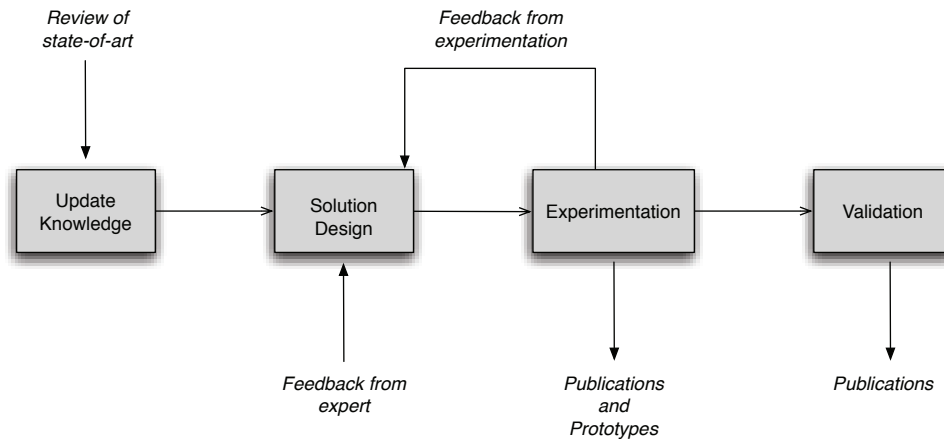 Review of
state-of-art
Feedback from
experimentation
Update
Knowledge
Solution
Design
Experimentation
Validation
Feedback from
expert
Publications
and
Prototypes
Publications